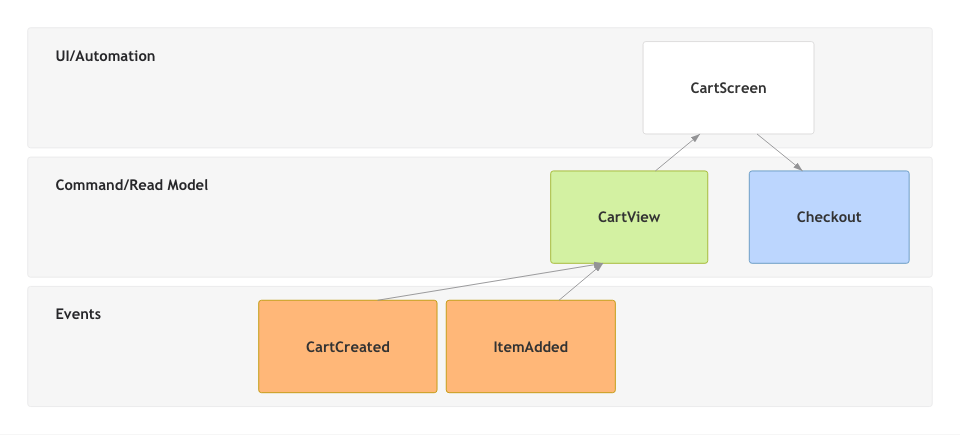 UI/Automation
CartScreen
Command/Read Model
CartView
Checkout
Events
CartCreated
ItemAdded